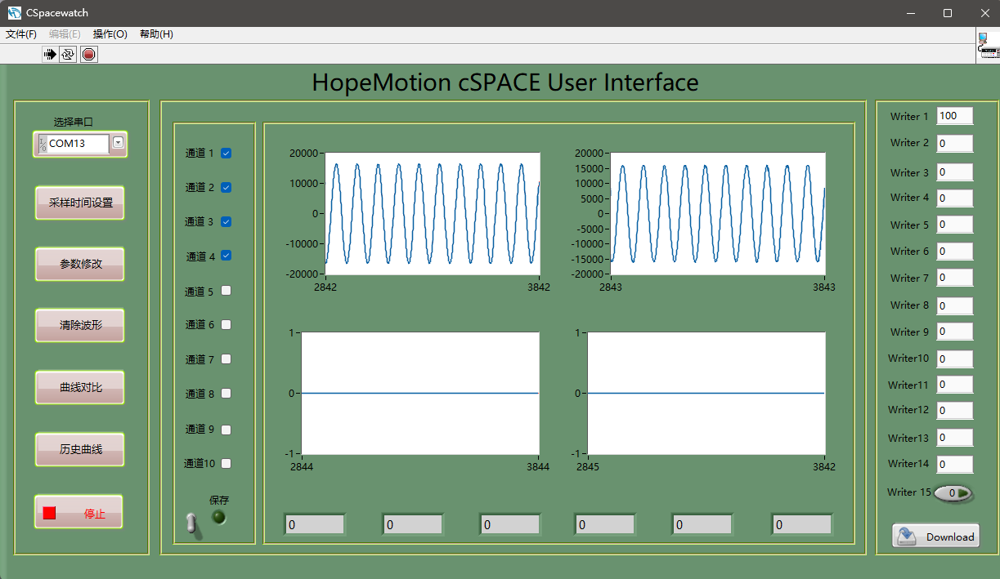 CSpacewatch
文件(F) 编辑(E) 操作(O) 帮助(H)
HopeMotion cSPACE User Interface
选择串口
COM13
采样时间设置
参数修改
清除波形
曲线对比
历史曲线
停止
通道 1
通道 2
通道 3
通道 4
通道 5
通道 6
通道 7
通道 8
通道 9
通道10
保存
20000
10000
0
-10000
-20000
2842 3842
20000
15000
10000
5000
0
-5000
-10000
-15000
-20000
2843 3843
1
0
-1
2844 3844
1
0
-1
2845 3842
0 0 0 0 0 0
Writer 1 100
Writer 2 0
Writer 3 0
Writer 4 0
Writer 5 0
Writer 6 0
Writer 7 0
Writer 8 0
Writer 9 0
Writer10 0
Writer11 0
Writer12 0
Writer13 0
Writer14 0
Writer 15 0
Download